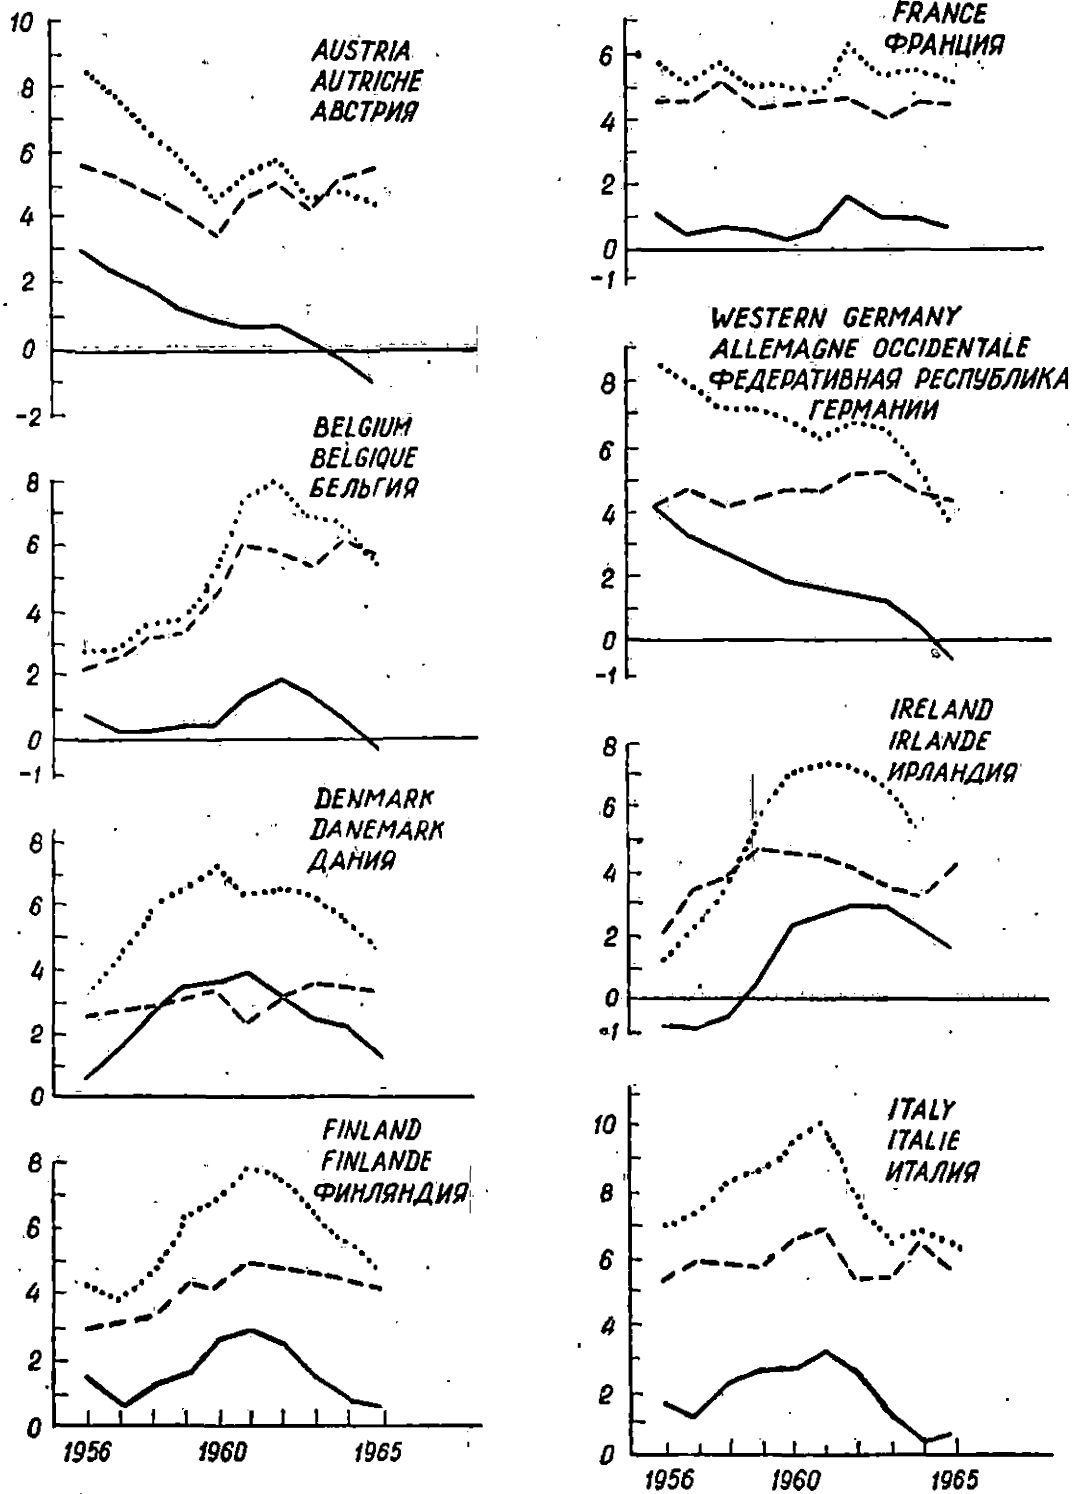 10
8
6
4
2
0
-2
AUSTRIA
AUTRICHE
АВСТРИЯ
8
6
4
2
0
-1
BELGIUM
BELGIQUE
БЕЛЬГИЯ
8
6
4
2
0
DENMARK
DANEMARK
ДАНИЯ
8
6
4
2
0
FINLAND
FINLANDE
ФИНЛЯНДИЯ
1956 1960 1965
6
4
2
0
-1
FRANCE
ФРАНЦИЯ
8
6
4
2
0
-1
WESTERN GERMANY
ALLEMAGNE OCCIDENTALE
ФЕДЕРАТИВНАЯ РЕСПУБЛИКА
ГЕРМАНИИ
8
6
4
2
0
-1
IRELAND
IRLANDE
ИРЛАНДИЯ
10
8
6
4
2
0
ITALY
ITALIE
ИТАЛИЯ
1956 1960 1965